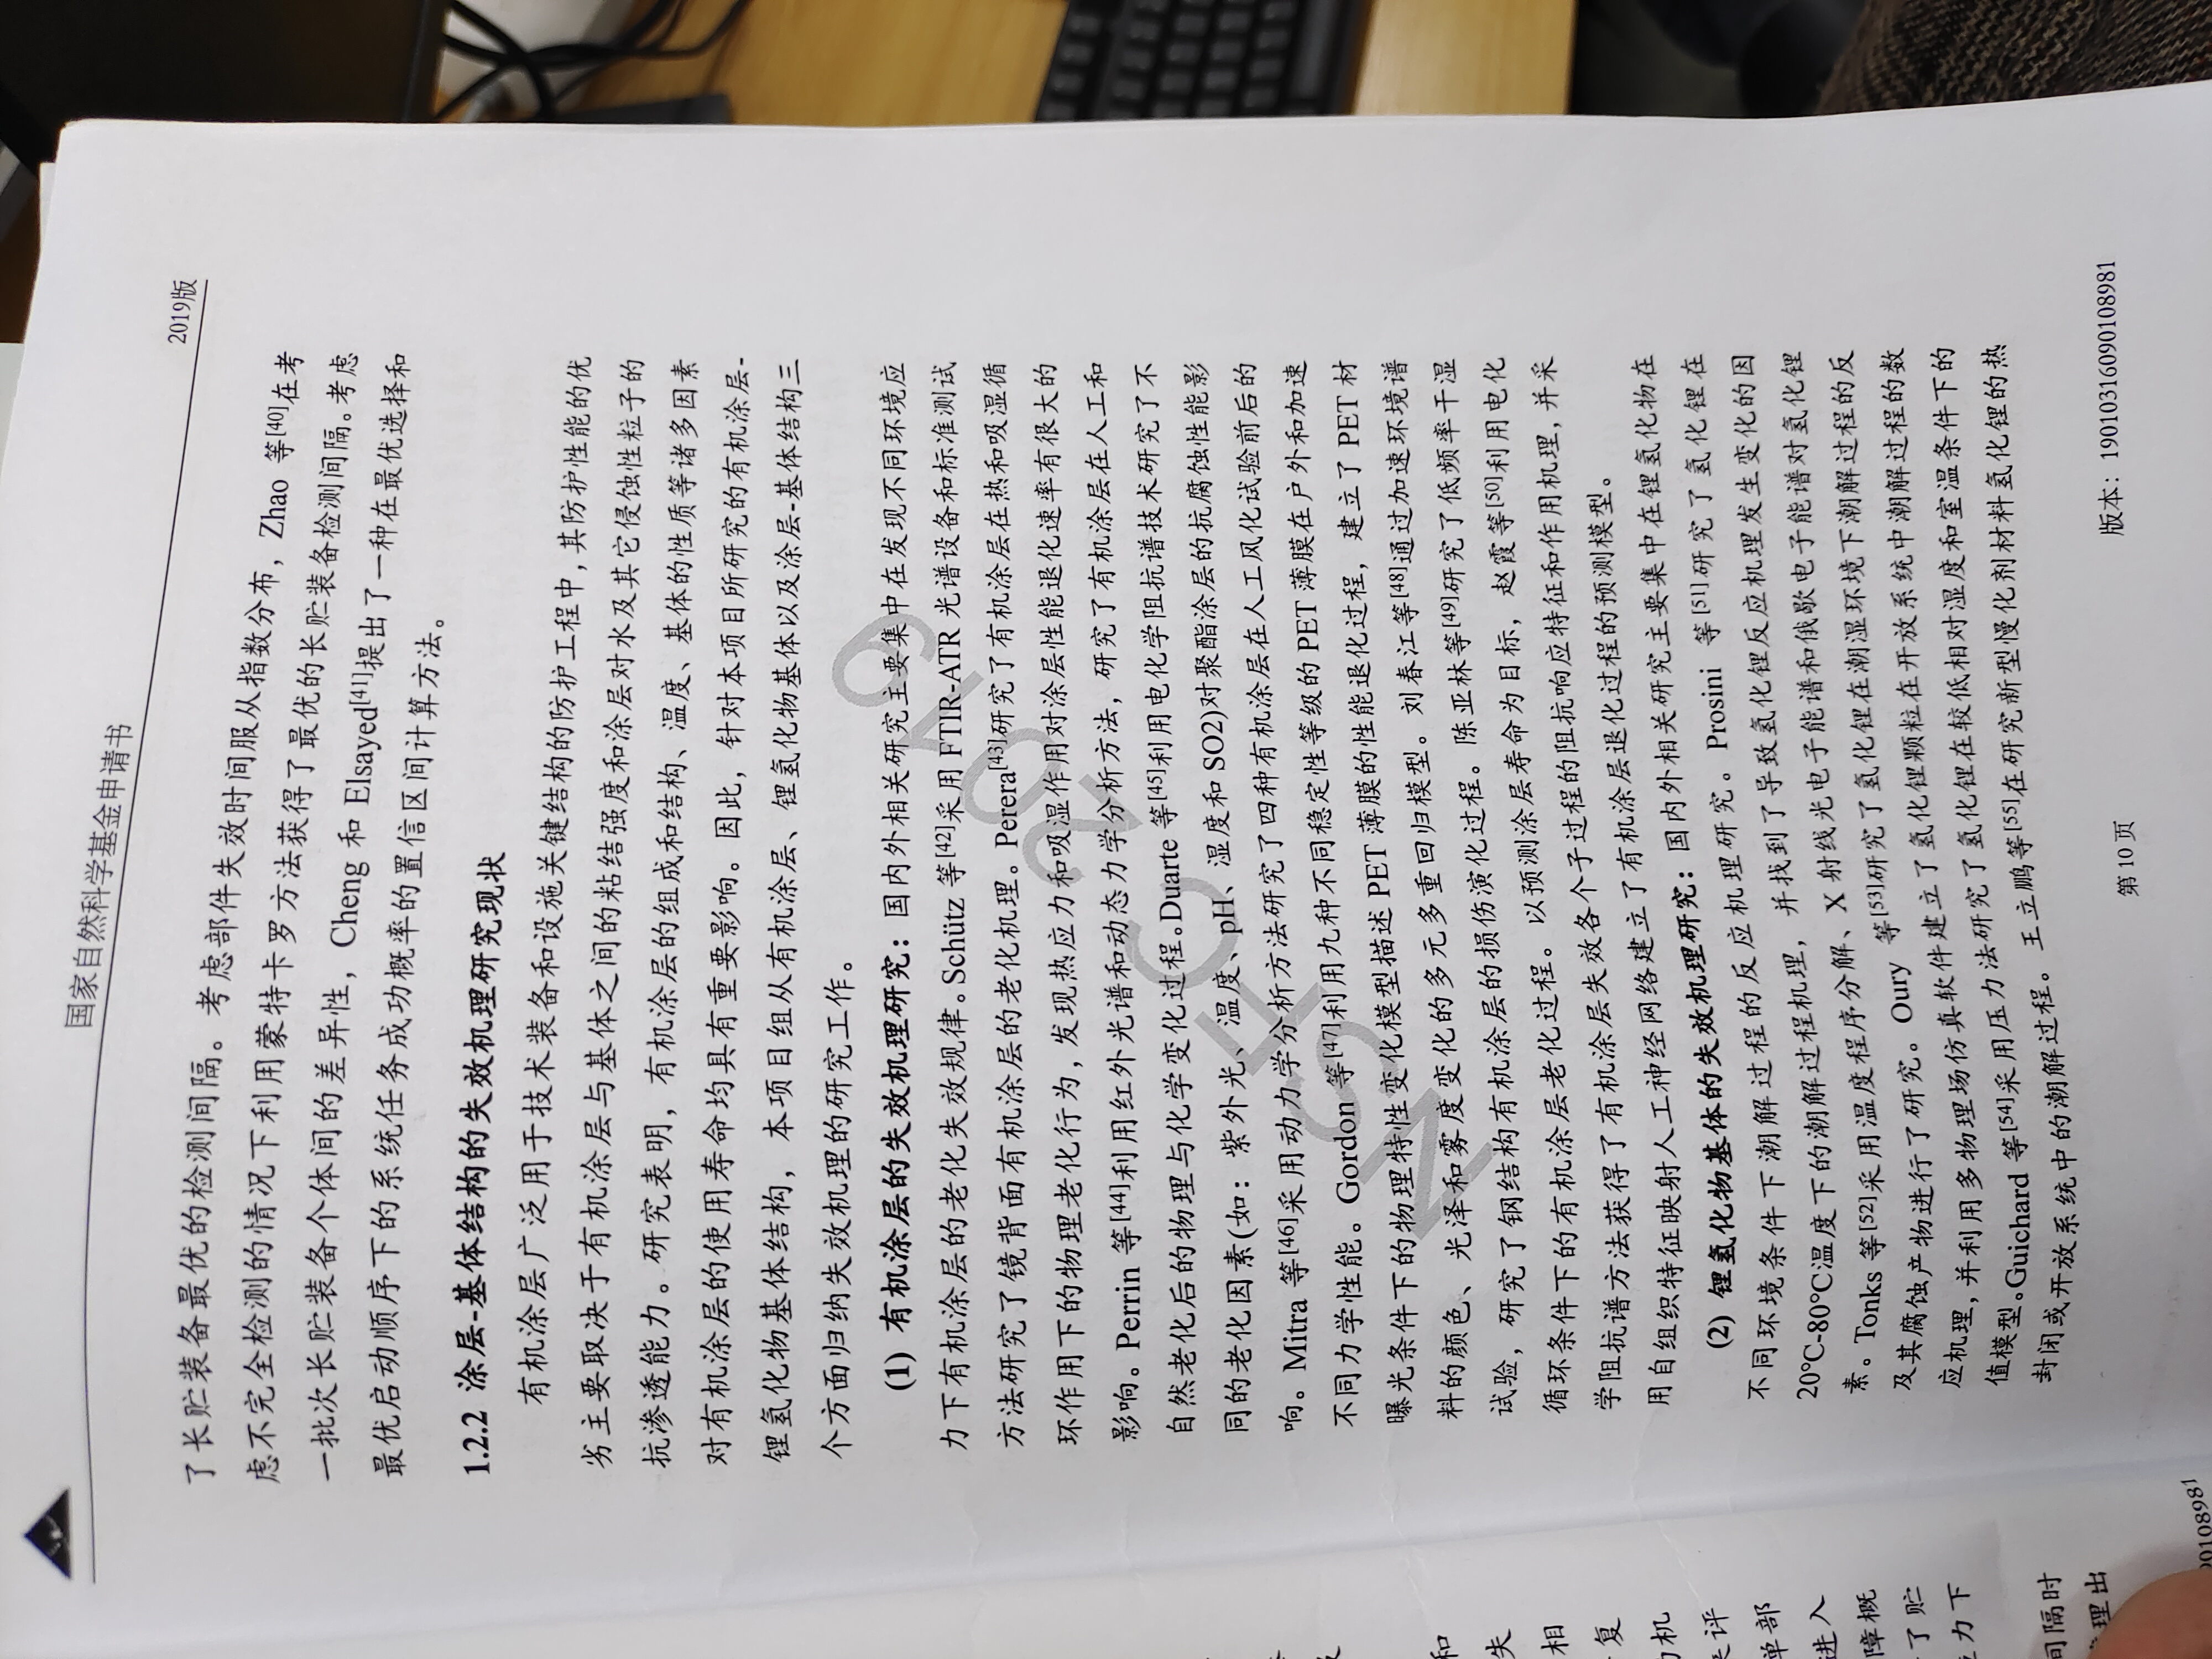 国家自然科学基金申请书
2019版
了长贮装备最优的检测间隔。考虑部件失效时间服从指数分布，Zhao 等[40]在考
虑不完全检测的情况下利用蒙特卡罗方法获得了最优的长贮装备检测间隔。考虑
一批次长贮装备个体间的差异性，Cheng 和 Elsayed[41]提出了一种在最优选择和
最优启动顺序下的系统任务成功概率的置信区间计算方法。
1.2.2 涂层-基体结构的失效机理研究现状
有机涂层广泛用于技术装备和设施关键结构的防护工程中，其防护性能的优
劣主要取决于有机涂层与基体之间的粘结强度和涂层对水及其它侵蚀性粒子的
抗渗透能力。研究表明，有机涂层的组成和结构、温度、基体的性质等诸多因素
对有机涂层的使用寿命均具有重要影响。因此，针对本项目所研究的有机涂层-
锂氢化物基体结构，本项目组从有机涂层、锂氢化物基体以及涂层-基体结构三
个方面归纳失效机理的研究工作。
(1) 有机涂层的失效机理研究：国内外相关研究主要集中在发现不同环境应
力下有机涂层的老化失效规律。Schütz 等[42]采用 FTIR-ATR 光谱设备和标准测试
方法研究了镜背面有机涂层的老化机理。Perera[43]研究了有机涂层在热和吸湿循
环作用下的物理老化行为，发现热应力和吸湿作用对涂层性能退化速率有很大的
影响。Perrin 等[44]利用红外光谱和动态力学分析方法，研究了有机涂层在人工和
自然老化后的物理与化学变化过程。Duarte 等[45]利用电化学阻抗谱技术研究了不
同的老化因素(如：紫外光、温度、pH、湿度和 SO2)对聚酯涂层的抗腐蚀性能影
响。Mitra 等[46]采用动力学分析方法研究了四种有机涂层在人工风化试验前后的
不同力学性能。Gordon 等[47]利用九种不同稳定性等级的 PET 薄膜在户外和加速
曝光条件下的物理特性变化模型描述 PET 薄膜的性能退化过程，建立了 PET 材
料的颜色、光泽和雾度变化的多元多重回归模型。刘春江等[48]通过加速环境谱
试验，研究了钢结构有机涂层的损伤演化过程。陈亚林等[49]研究了低频率干湿
循环条件下的有机涂层老化过程。以预测涂层寿命为目标，赵霞等[50]利用电化
学阻抗谱方法获得了有机涂层失效各个子过程的阻抗响应特征和作用机理，并采
用自组织特征映射人工神经网络建立了有机涂层退化过程的预测模型。
(2) 锂氢化物基体的失效机理研究：国内外相关研究主要集中在锂氢化物在
不同环境条件下潮解过程的反应机理研究。Prosini 等[51]研究了氢化锂在
20℃-80℃温度下的潮解过程机理，并找到了导致氢化锂反应机理发生变化的因
素。Tonks 等[52]采用温度程序分解、X 射线光电子能谱和俄歇电子能谱对氢化锂
及其腐蚀产物进行了研究。Oury 等[53]研究了氢化锂在潮湿环境下潮解过程的反
应机理，并利用多物理场仿真软件建立了氢化锂颗粒在开放系统中潮解过程的数
值模型。Guichard 等[54]采用压力法研究了氢化锂在较低相对湿度和室温条件下的
封闭或开放系统中的潮解过程。王立鹏等[55]在研究新型慢化剂材料氢化锂的热
第 10 页
版本：19010316090108981
NSFC 2019
和
失
相
复
机
评
单部
进入
障概
了贮
力下
间隔时
理出
90108981